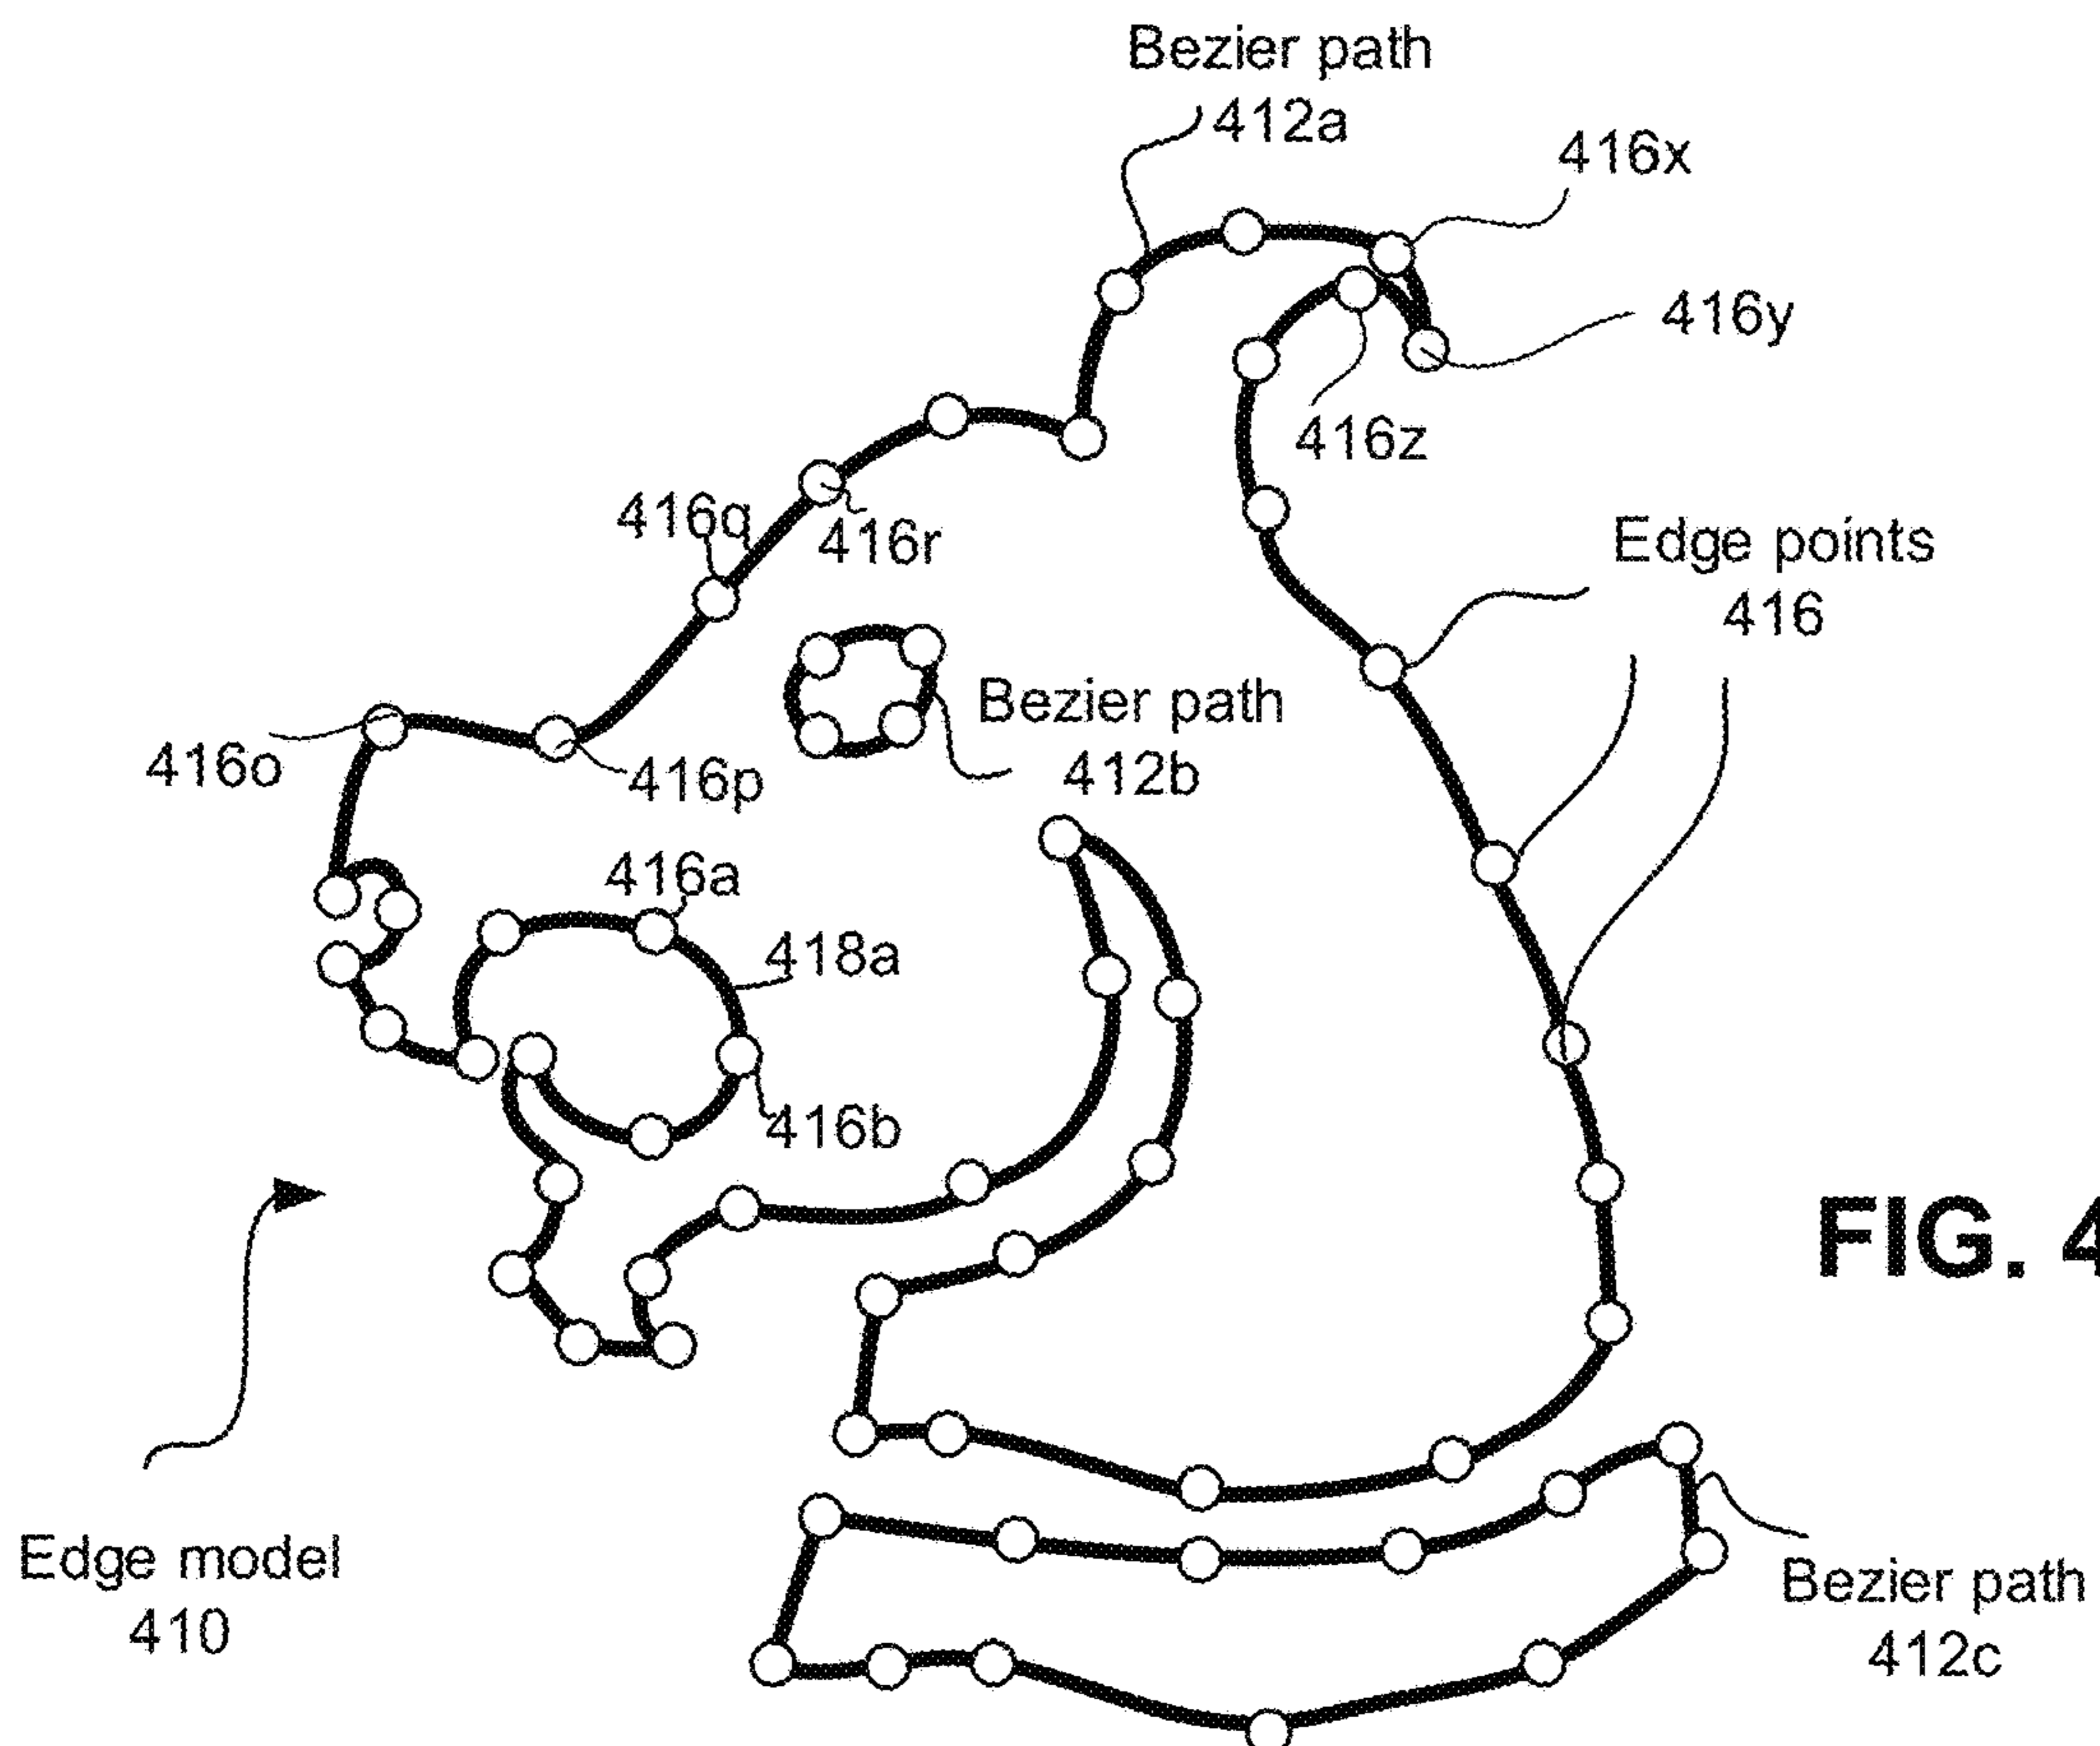 Bezier path
412a
416x
416y
416z
416q
416r
Edge points
416
Bezier path
412b
416o
416p
416a
418a
416b
FIG. 4
Edge model
410
Bezier path
412c